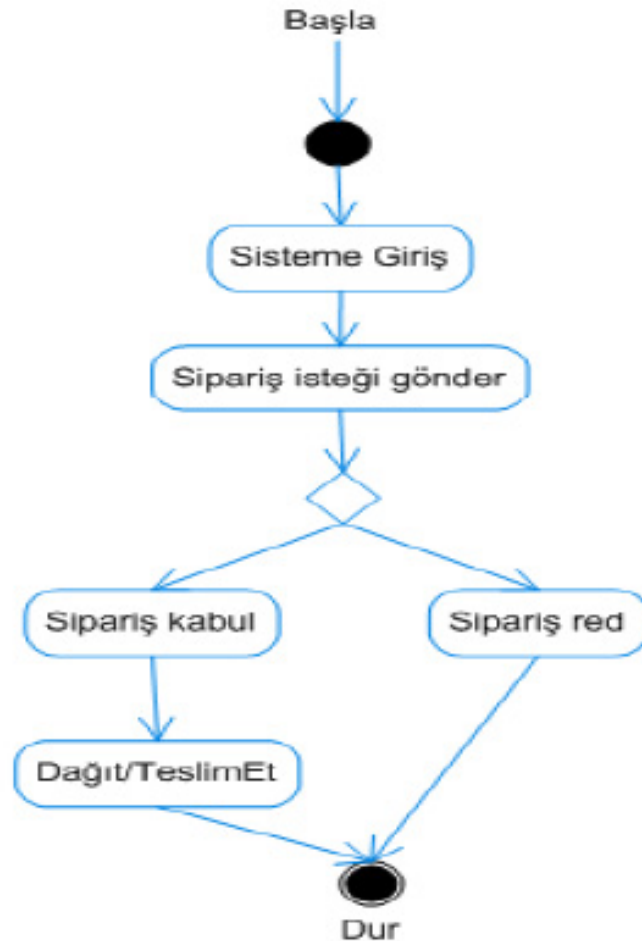 Başla
Sisteme Giriş
Sipariş isteği gönder
Sipariş kabul
Sipariş red
Dağıt/TeslimEt
Dur